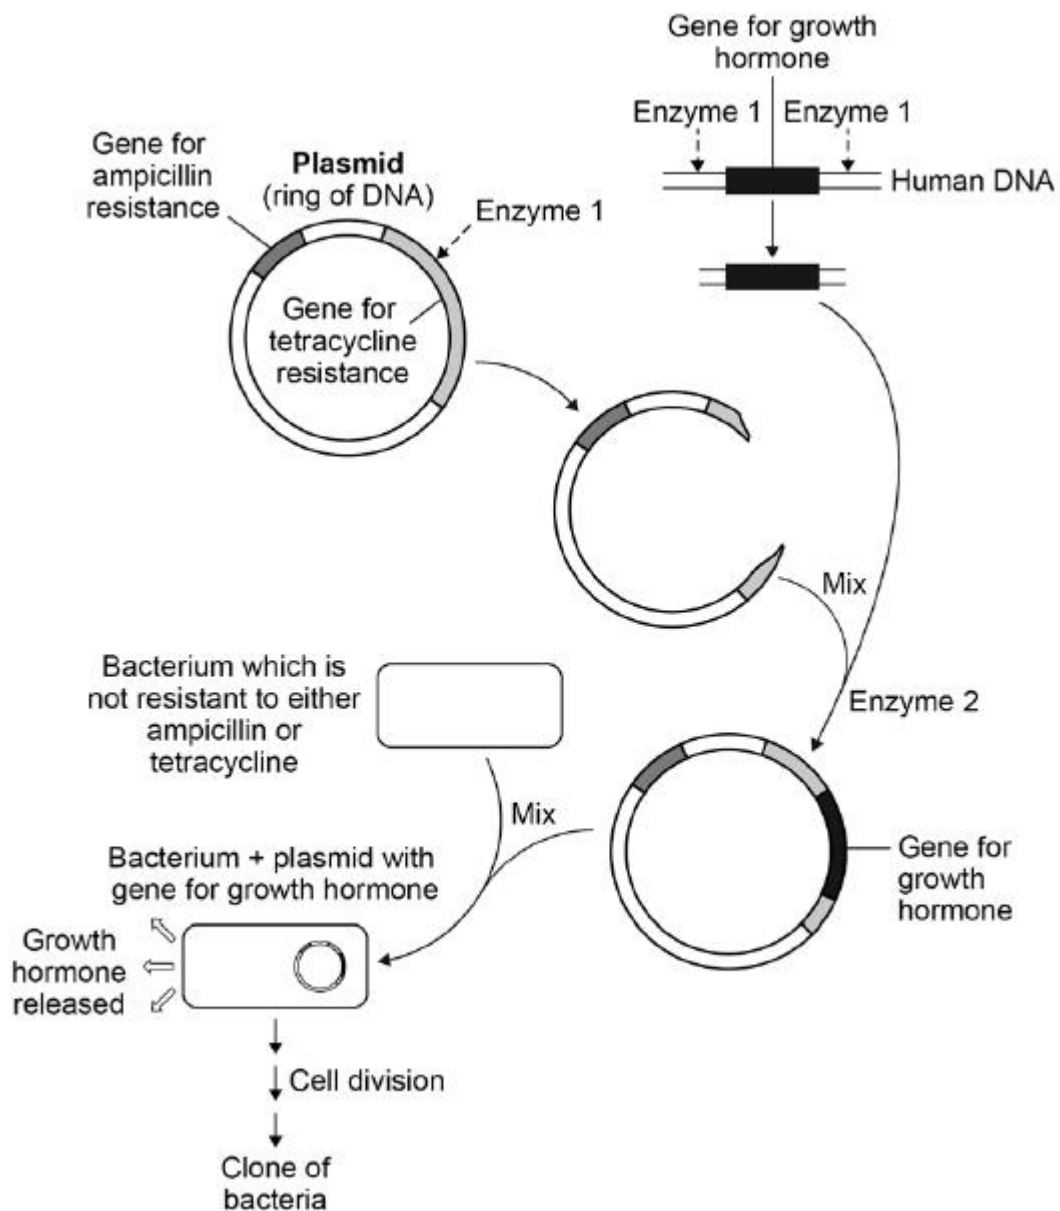 Gene for growth
hormone
Enzyme 1 Enzyme 1
Human DNA
Gene for
ampicillin
resistance
Plasmid
(ring of DNA)
Enzyme 1
Gene for
tetracycline
resistance
Mix
Enzyme 2
Bacterium which is
not resistant to either
ampicillin or
tetracycline
Mix
Gene for
growth
hormone
Bacterium + plasmid with
gene for growth hormone
Growth
hormone
released
Cell division
Clone of
bacteria